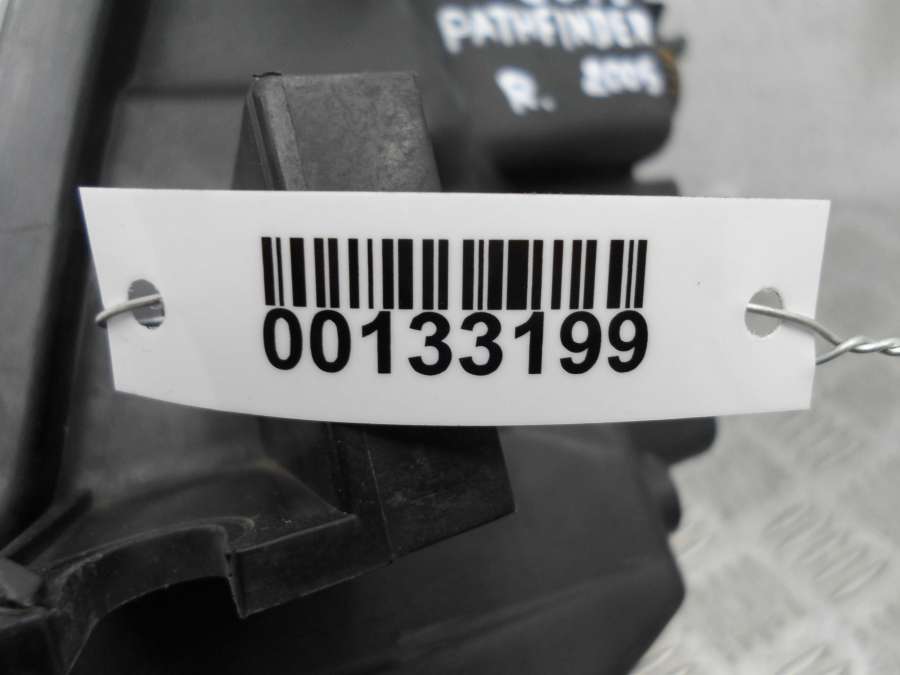 PATHFINDER
R. 2005
00133199